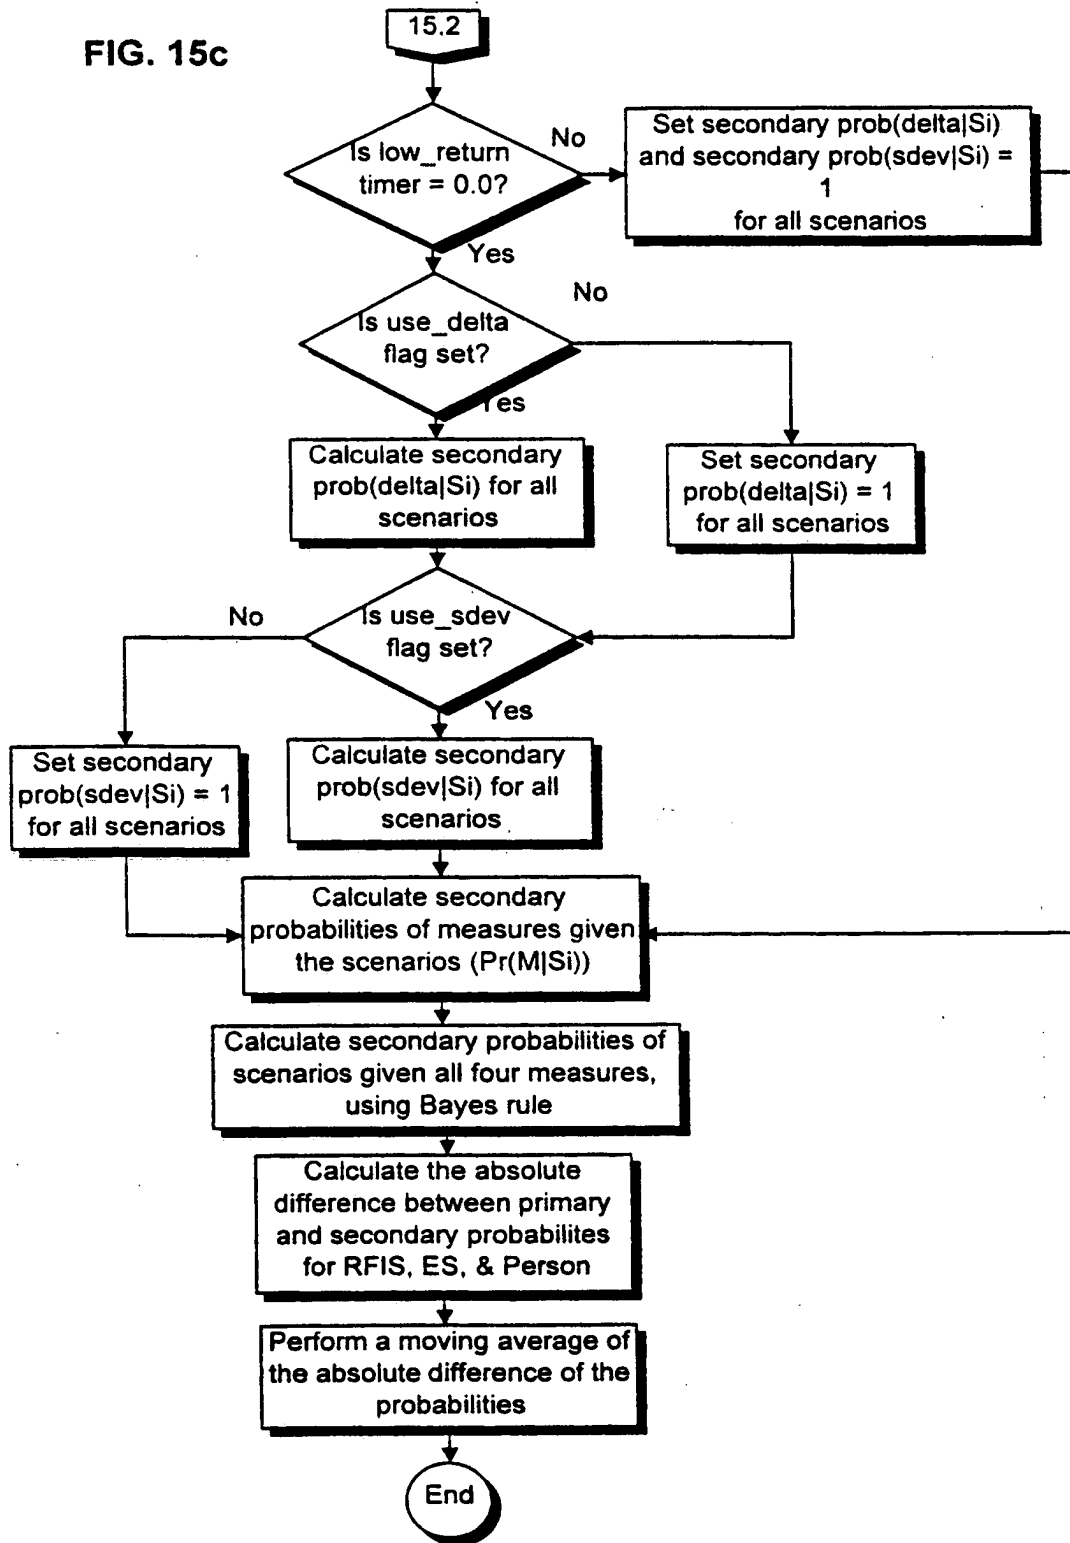 FIG. 15c
15.2
Is low_return
timer = 0.0?
No
Yes
Set secondary prob(delta|Si)
and secondary prob(sdev|Si) =
1
for all scenarios
Is use_delta
flag set?
No
Yes
Calculate secondary
prob(delta|Si) for all
scenarios
Set secondary
prob(delta|Si) = 1
for all scenarios
Is use_sdev
flag set?
No
Yes
Set secondary
prob(sdev|Si) = 1
for all scenarios
Calculate secondary
prob(sdev|Si) for all
scenarios
Calculate secondary
probabilities of measures given
the scenarios (Pr(M|Si))
Calculate secondary probabilities of
scenarios given all four measures,
using Bayes rule
Calculate the absolute
difference between primary
and secondary probabilites
for RFIS, ES, & Person
Perform a moving average of
the absolute difference of the
probabilities
End